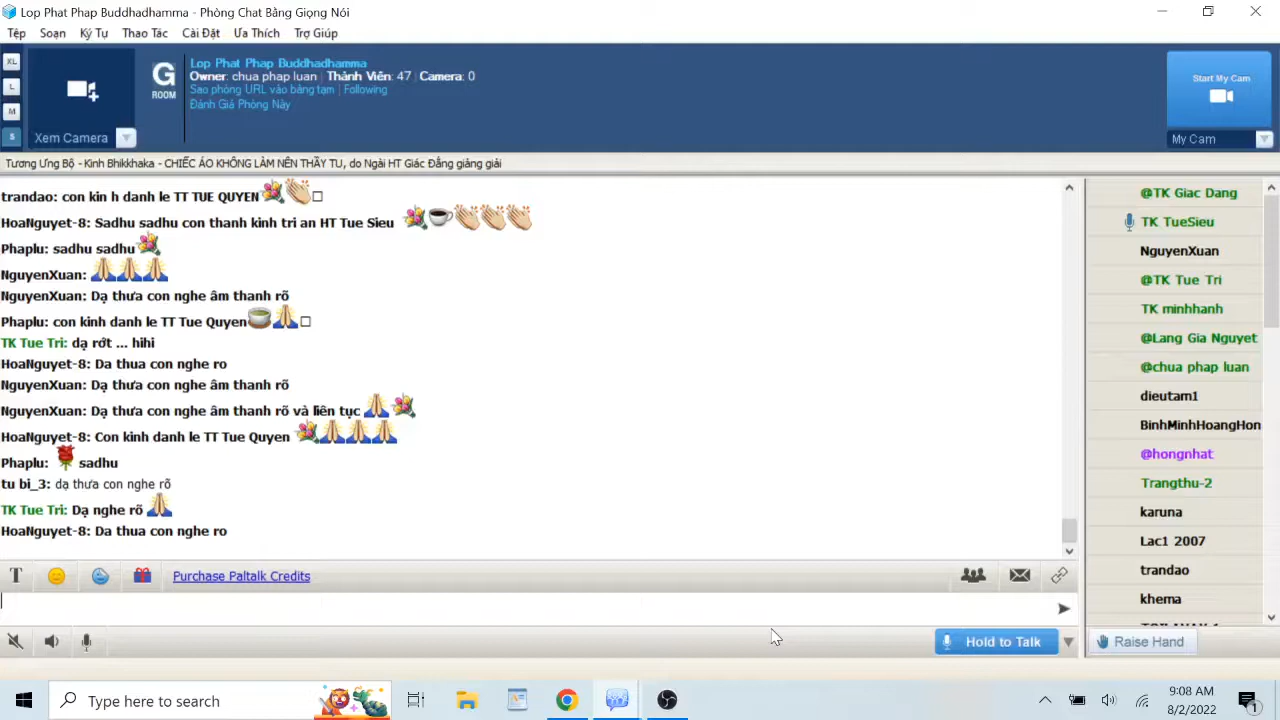 Lop Phat Phap Buddhadhamma - Phòng Chat Bằng Giọng Nói
Tệp Soạn Ký Tự Thao Tác Cài Đặt Ưa Thích Trợ Giúp
XL
L
M
S
Xem Camera
G
ROOM
Lop Phat Phap Buddhadhamma
Owner: chua phap luan | Thành Viên: 47 | Camera: 0
Sao phòng URL vào bảng tạm | Following
Đánh Giá Phòng Này
Start My Cam
My Cam
Tương Ưng Bộ - Kinh Bhikkhaka - CHIẾC ÁO KHÔNG LÀM NÊN THẦY TU, do Ngài HT Giác Đẳng giảng giải
trandao: con kin h danh le TT TUE QUYEN
HoaNguyet-8: Sadhu sadhu con thanh kinh tri an HT Tue Sieu
Phaplu: sadhu sadhu
NguyenXuan:
NguyenXuan: Dạ thưa con nghe âm thanh rõ
Phaplu: con kinh danh le TT Tue Quyen
TK Tue Tri: dạ rớt ... hihi
HoaNguyet-8: Da thua con nghe ro
NguyenXuan: Dạ thưa con nghe âm thanh rõ
NguyenXuan: Dạ thưa con nghe âm thanh rõ và liên tục
HoaNguyet-8: Con kinh danh le TT Tue Quyen
Phaplu: sadhu
tu bi_3: dạ thưa con nghe rõ
TK Tue Tri: Dạ nghe rõ
HoaNguyet-8: Da thua con nghe ro
@TK Giac Dang
TK TueSieu
NguyenXuan
@TK Tue Tri
TK minhhanh
@Lang Gia Nguyet
@chua phap luan
dieutam1
BinhMinhHoangHon
@hongnhat
Trangthu-2
karuna
Lac1 2007
trandao
khema
T Purchase Paltalk Credits
Hold to Talk
Raise Hand
Type here to search
9:08 AM
8/2/2022
1